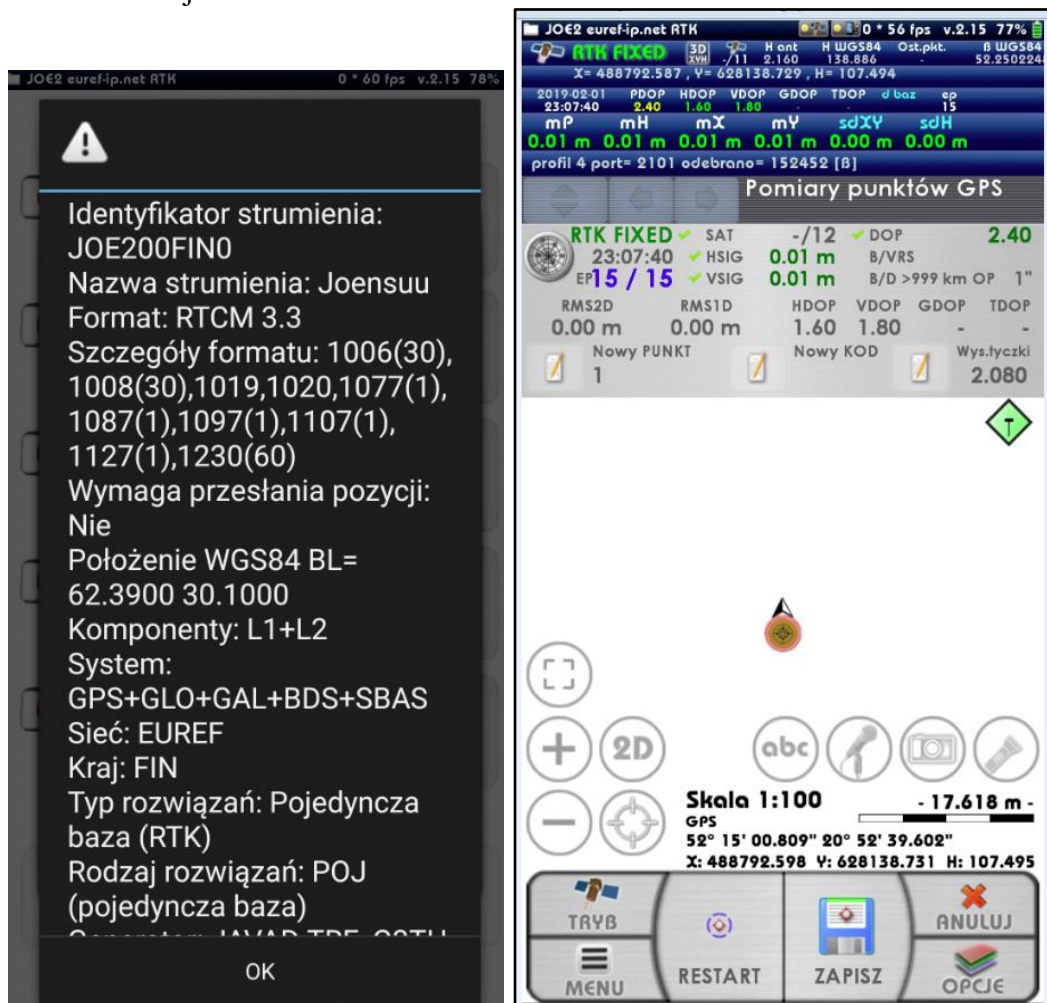 JOE2 euref-ip.net RTK 0 * 60 fps v.2.15 78%
Identyfikator strumienia:
JOE200FIN0
Nazwa strumienia: Joensuu
Format: RTCM 3.3
Szczegóły formatu: 1006(30),
1008(30),1019,1020,1077(1),
1087(1),1097(1),1107(1),
1127(1),1230(60)
Wymaga przesłania pozycji:
Nie
Położenie WGS84 BL=
62.3900 30.1000
Komponenty: L1+L2
System:
GPS+GLO+GAL+BDS+SBAS
Sieć: EUREF
Kraj: FIN
Typ rozwiązań: Pojedyncza
baza (RTK)
Rodzaj rozwiązań: POJ
(pojedyncza baza)
OK
JOE2 euref-ip.net RTK 0 * 56 fps v.2.15 77%
RTK FIXED 3D XYH -/11 H ant H WGS84 Ost.pkt. B WGS84
2.160 138.886 - 52.2502248
X= 488792.587 , Y= 628138.729 , H= 107.494
2019-02-01 PDOP HDOP VDOP GDOP TDOP d baz ep
23:07:40 2.40 1.60 1.80 - - 15
mP mH mX mY sdXY sdH
0.01 m 0.01 m 0.01 m 0.01 m 0.00 m 0.00 m
profil 4 port= 2101 odebrano= 152452 [B]
Pomiary punktów GPS
RTK FIXED SAT -/12 DOP 2.40
23:07:40 HSIG 0.01 m B/VRS
EP 15 / 15 VSIG 0.01 m B/D >999 km OP 1"
RMS2D RMS1D HDOP VDOP GDOP TDOP
0.00 m 0.00 m 1.60 1.80 - -
Nowy PUNKT Nowy KOD Wys.tyczki
1 2.080
2D abc
Skala 1:100 - 17.618 m -
GPS
52° 15' 00.809" 20° 52' 39.602"
X: 488792.598 Y: 628138.731 H: 107.495
TRYB ANULUJ
RESTART ZAPISZ
MENU OPCJE